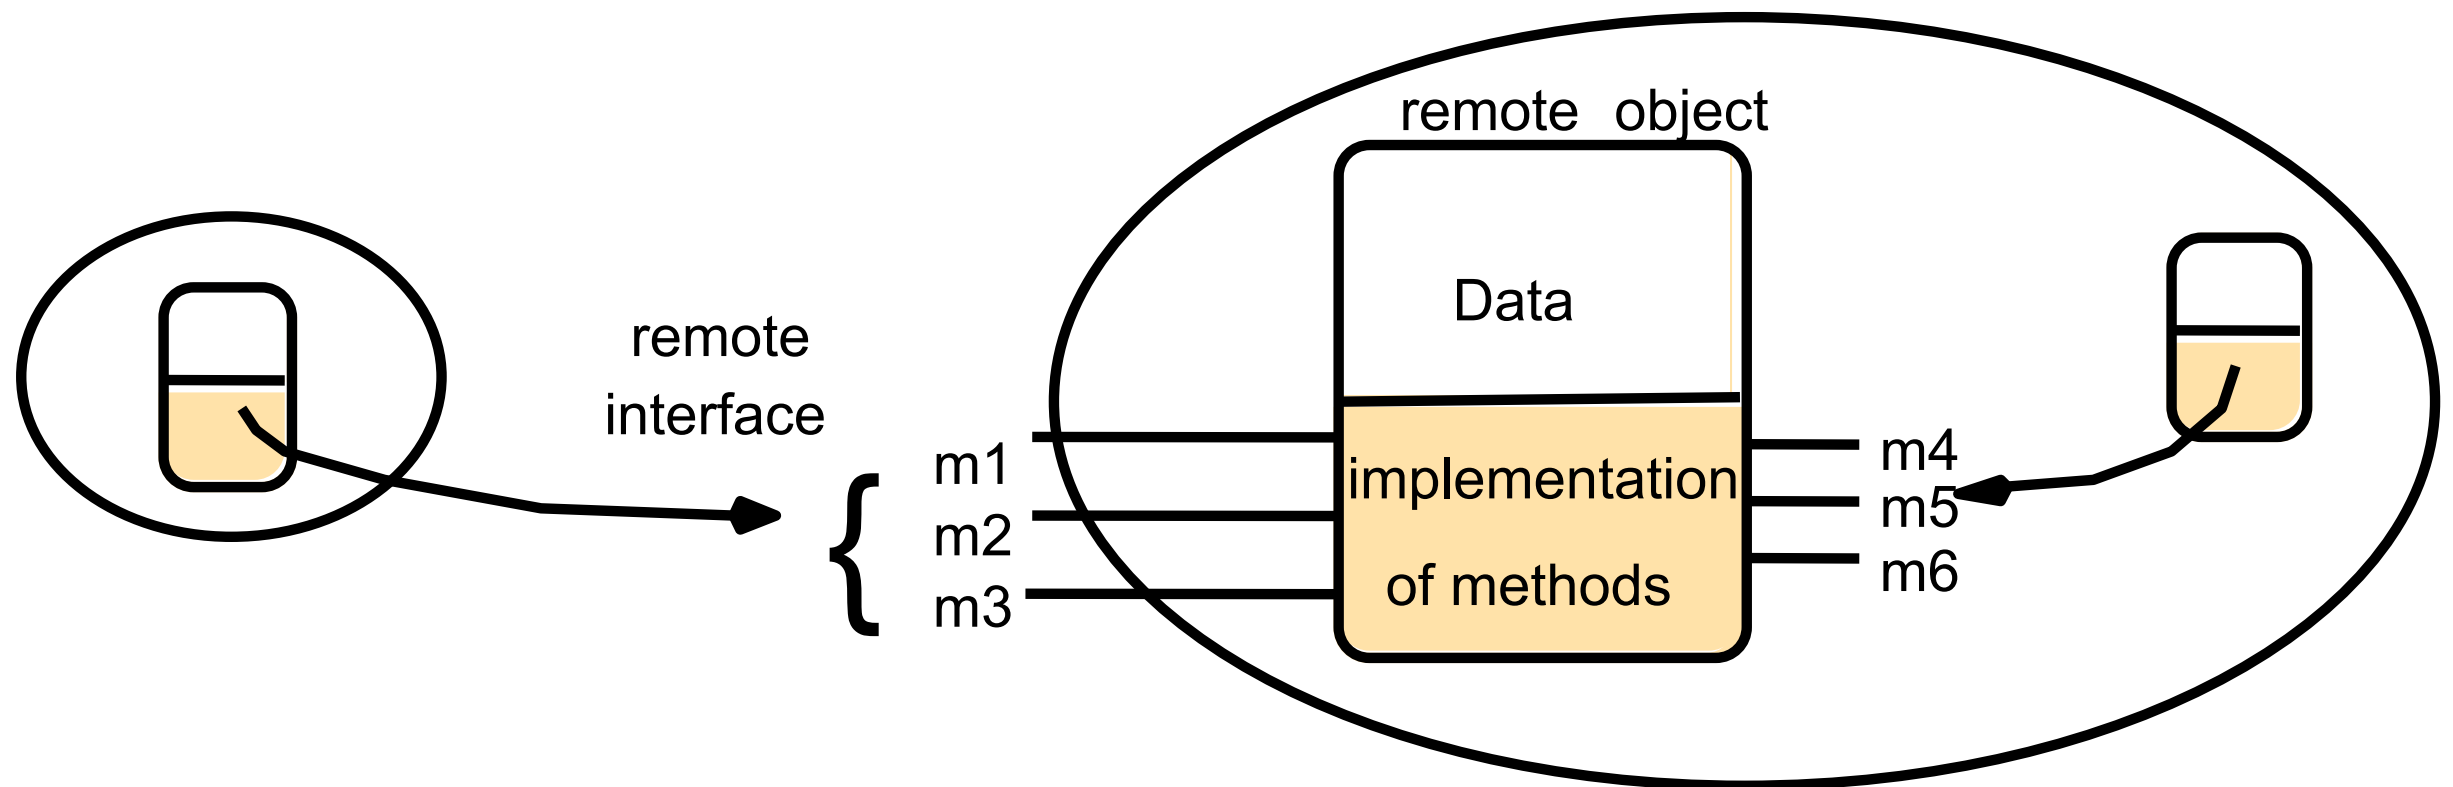 remote object
Data
remote
interface
{
m1
m2
m3
implementation
of methods
m4
m5
m6